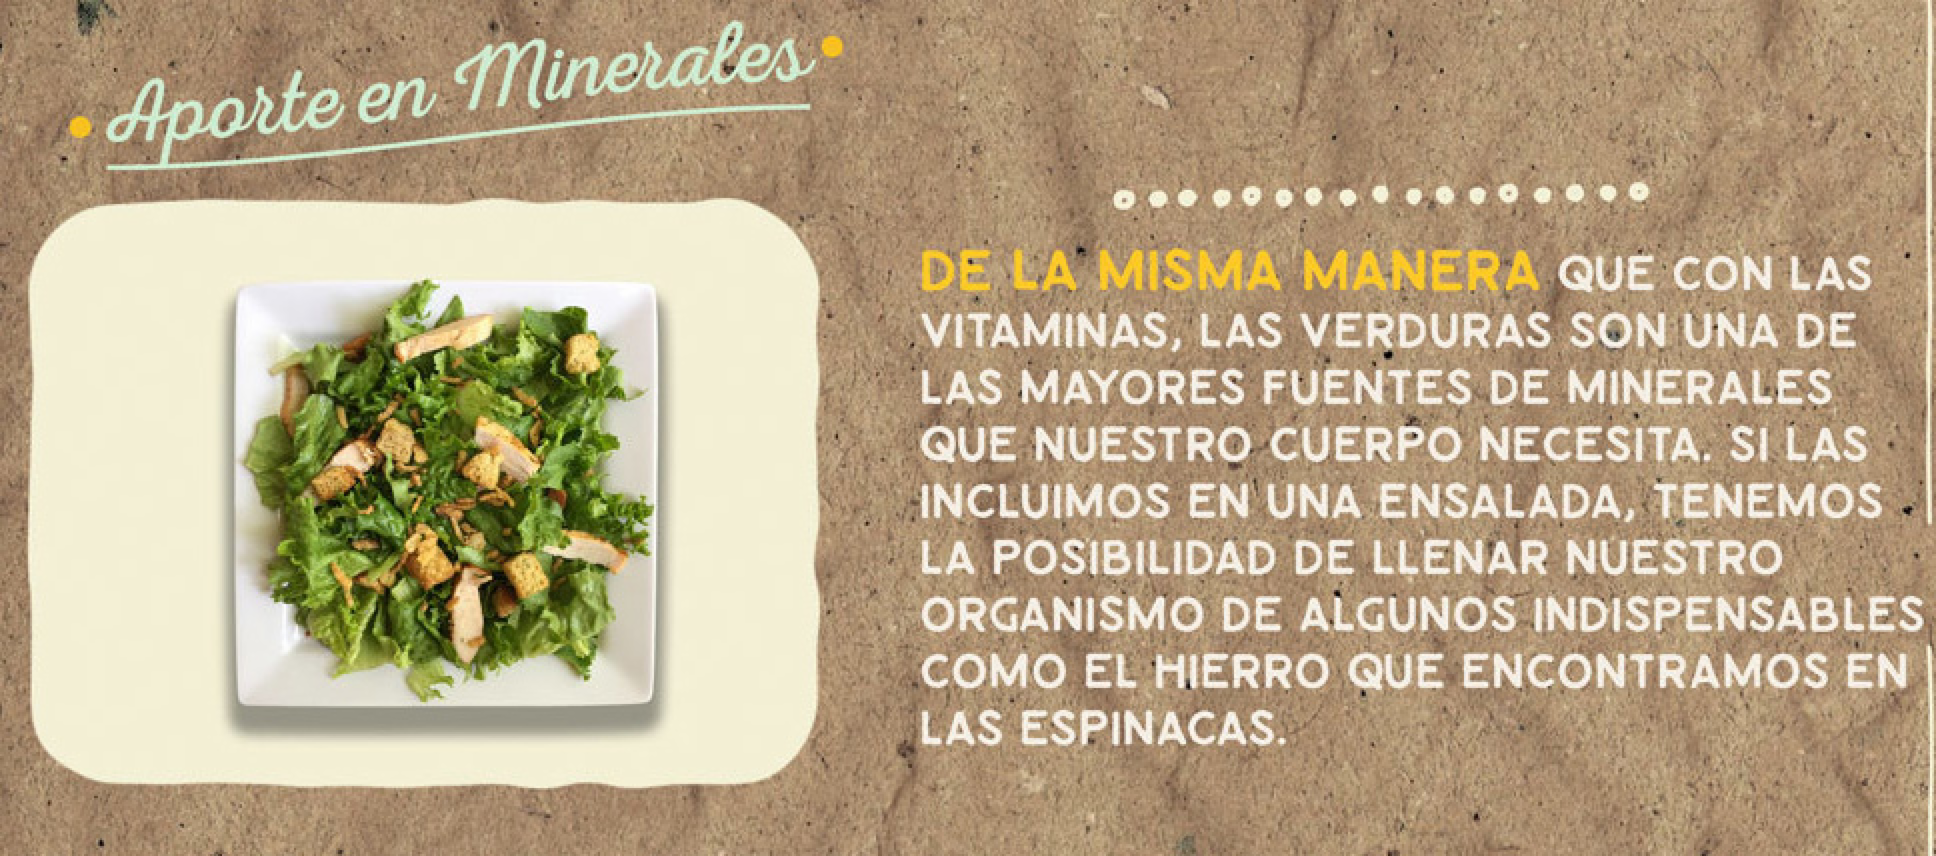 Aporte en Minerales
DE LA MISMA MANERA QUE CON LAS
VITAMINAS, LAS VERDURAS SON UNA DE
LAS MAYORES FUENTES DE MINERALES
QUE NUESTRO CUERPO NECESITA. SI LAS
INCLUIMOS EN UNA ENSALADA, TENEMOS
LA POSIBILIDAD DE LLENAR NUESTRO
ORGANISMO DE ALGUNOS INDISPENSABLES
COMO EL HIERRO QUE ENCONTRAMOS EN
LAS ESPINACAS.